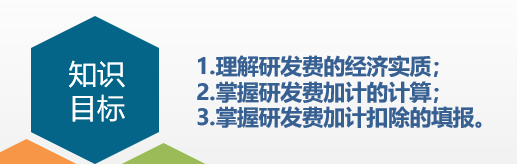 知识
目标
1.理解研发费的经济实质；
2.掌握研发费加计的计算；
3.掌握研发费加计扣除的填报。